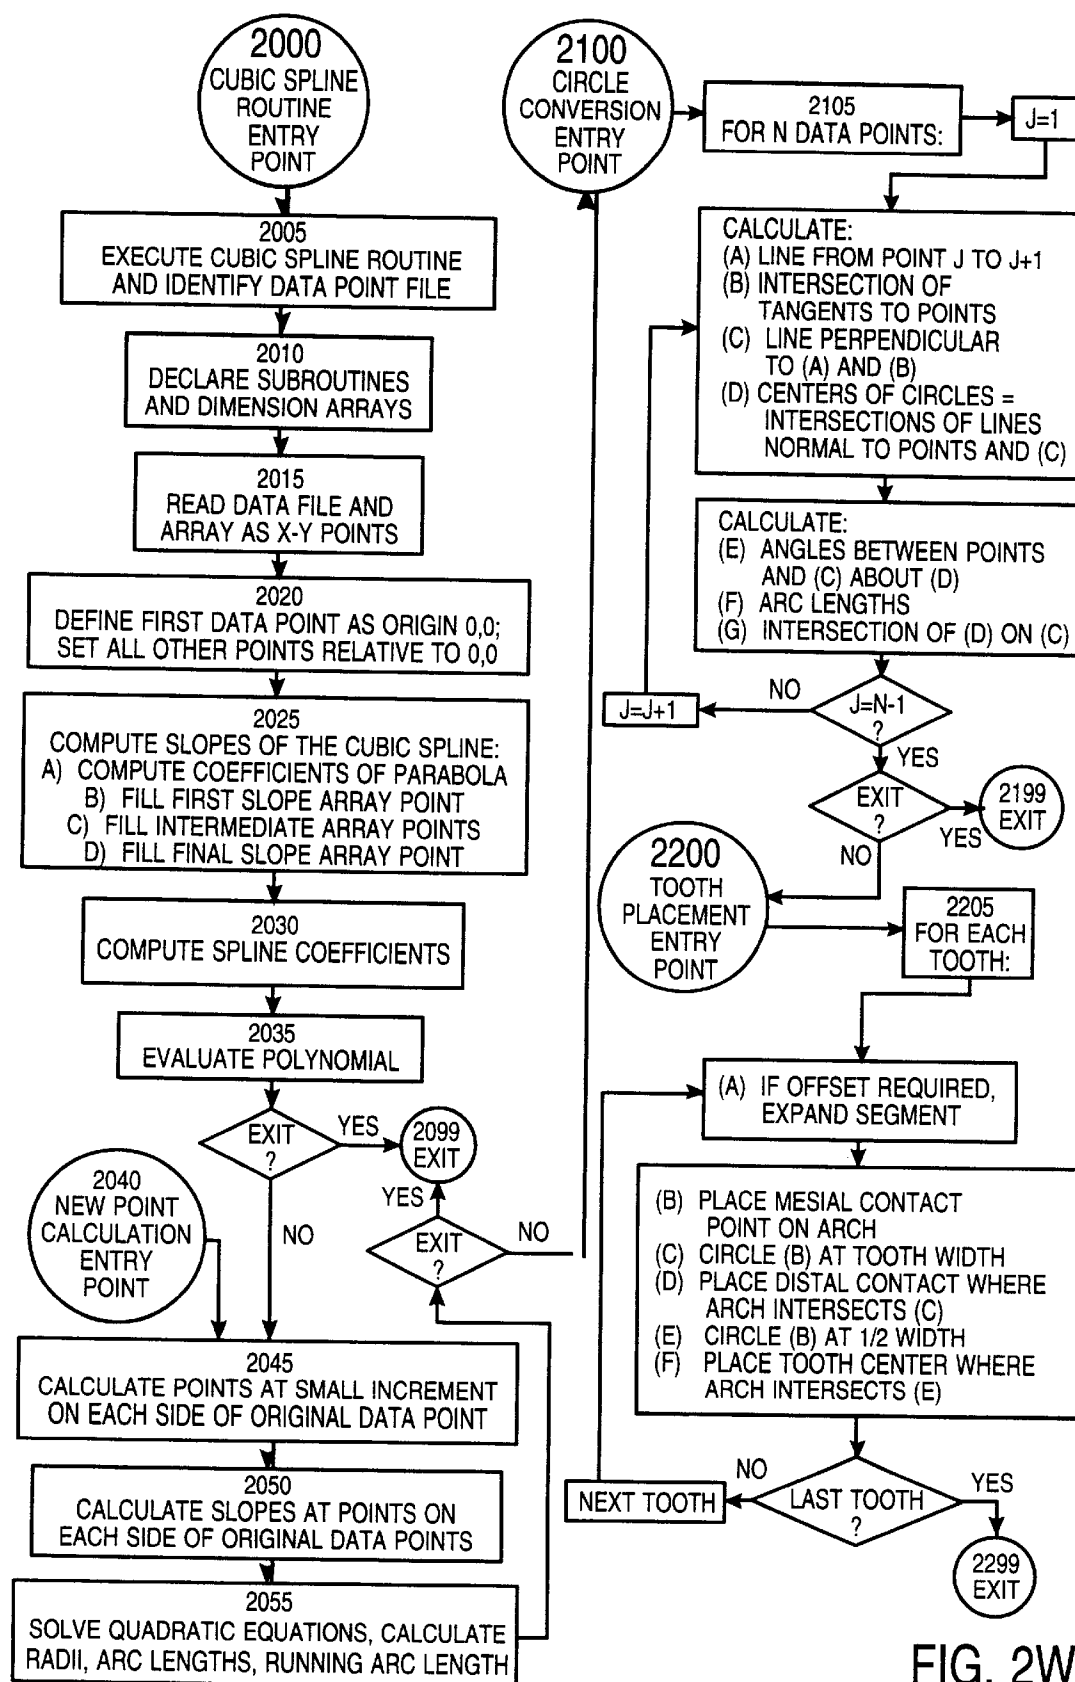 2000
CUBIC SPLINE
ROUTINE
ENTRY
POINT
2005
EXECUTE CUBIC SPLINE ROUTINE
AND IDENTIFY DATA POINT FILE
2010
DECLARE SUBROUTINES
AND DIMENSION ARRAYS
2015
READ DATA FILE AND
ARRAY AS X-Y POINTS
2020
DEFINE FIRST DATA POINT AS ORIGIN 0,0;
SET ALL OTHER POINTS RELATIVE TO 0,0
2025
COMPUTE SLOPES OF THE CUBIC SPLINE:
A) COMPUTE COEFFICIENTS OF PARABOLA
B) FILL FIRST SLOPE ARRAY POINT
C) FILL INTERMEDIATE ARRAY POINTS
D) FILL FINAL SLOPE ARRAY POINT
2030
COMPUTE SPLINE COEFFICIENTS
2035
EVALUATE POLYNOMIAL
EXIT
?
YES
2099
EXIT
NO
2040
NEW POINT
CALCULATION
ENTRY
POINT
YES
EXIT
?
NO
2045
CALCULATE POINTS AT SMALL INCREMENT
ON EACH SIDE OF ORIGINAL DATA POINT
2050
CALCULATE SLOPES AT POINTS ON
EACH SIDE OF ORIGINAL DATA POINTS
2055
SOLVE QUADRATIC EQUATIONS, CALCULATE
RADII, ARC LENGTHS, RUNNING ARC LENGTH
2100
CIRCLE
CONVERSION
ENTRY
POINT
2105
FOR N DATA POINTS:
J=1
CALCULATE:
(A) LINE FROM POINT J TO J+1
(B) INTERSECTION OF
TANGENTS TO POINTS
(C) LINE PERPENDICULAR
TO (A) AND (B)
(D) CENTERS OF CIRCLES =
INTERSECTIONS OF LINES
NORMAL TO POINTS AND (C)
CALCULATE:
(E) ANGLES BETWEEN POINTS
AND (C) ABOUT (D)
(F) ARC LENGTHS
(G) INTERSECTION OF (D) ON (C)
J=N-1
?
NO
J=J+1
YES
EXIT
?
YES
2199
EXIT
NO
2200
TOOTH
PLACEMENT
ENTRY
POINT
2205
FOR EACH
TOOTH:
(A) IF OFFSET REQUIRED,
EXPAND SEGMENT
(B) PLACE MESIAL CONTACT
POINT ON ARCH
(C) CIRCLE (B) AT TOOTH WIDTH
(D) PLACE DISTAL CONTACT WHERE
ARCH INTERSECTS (C)
(E) CIRCLE (B) AT 1/2 WIDTH
(F) PLACE TOOTH CENTER WHERE
ARCH INTERSECTS (E)
LAST TOOTH
?
NO
NEXT TOOTH
YES
2299
EXIT
FIG. 2W